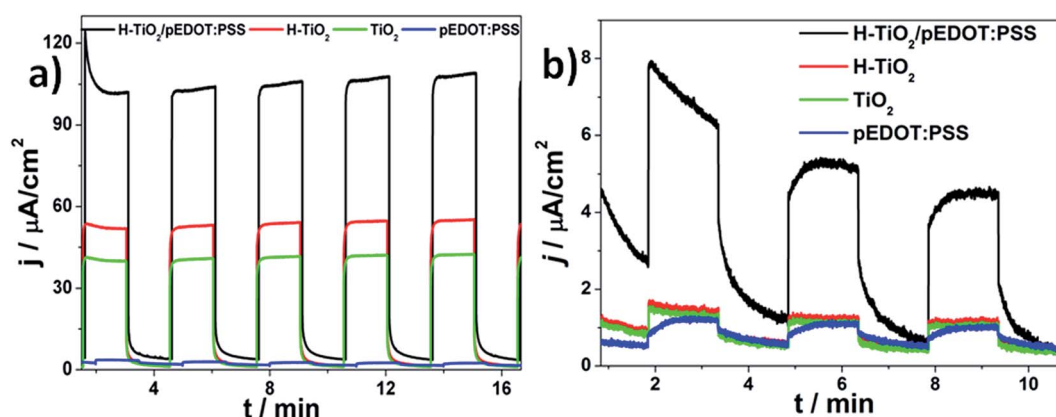 a)
H-TiO2/pEDOT:PSS H-TiO2 TiO2 pEDOT:PSS
120
90
60
30
0
j / μA/cm2
4 8 12 16
t / min
b)
H-TiO2/pEDOT:PSS
H-TiO2
TiO2
pEDOT:PSS
8
6
4
2
0
j / μA/cm2
2 4 6 8 10
t / min